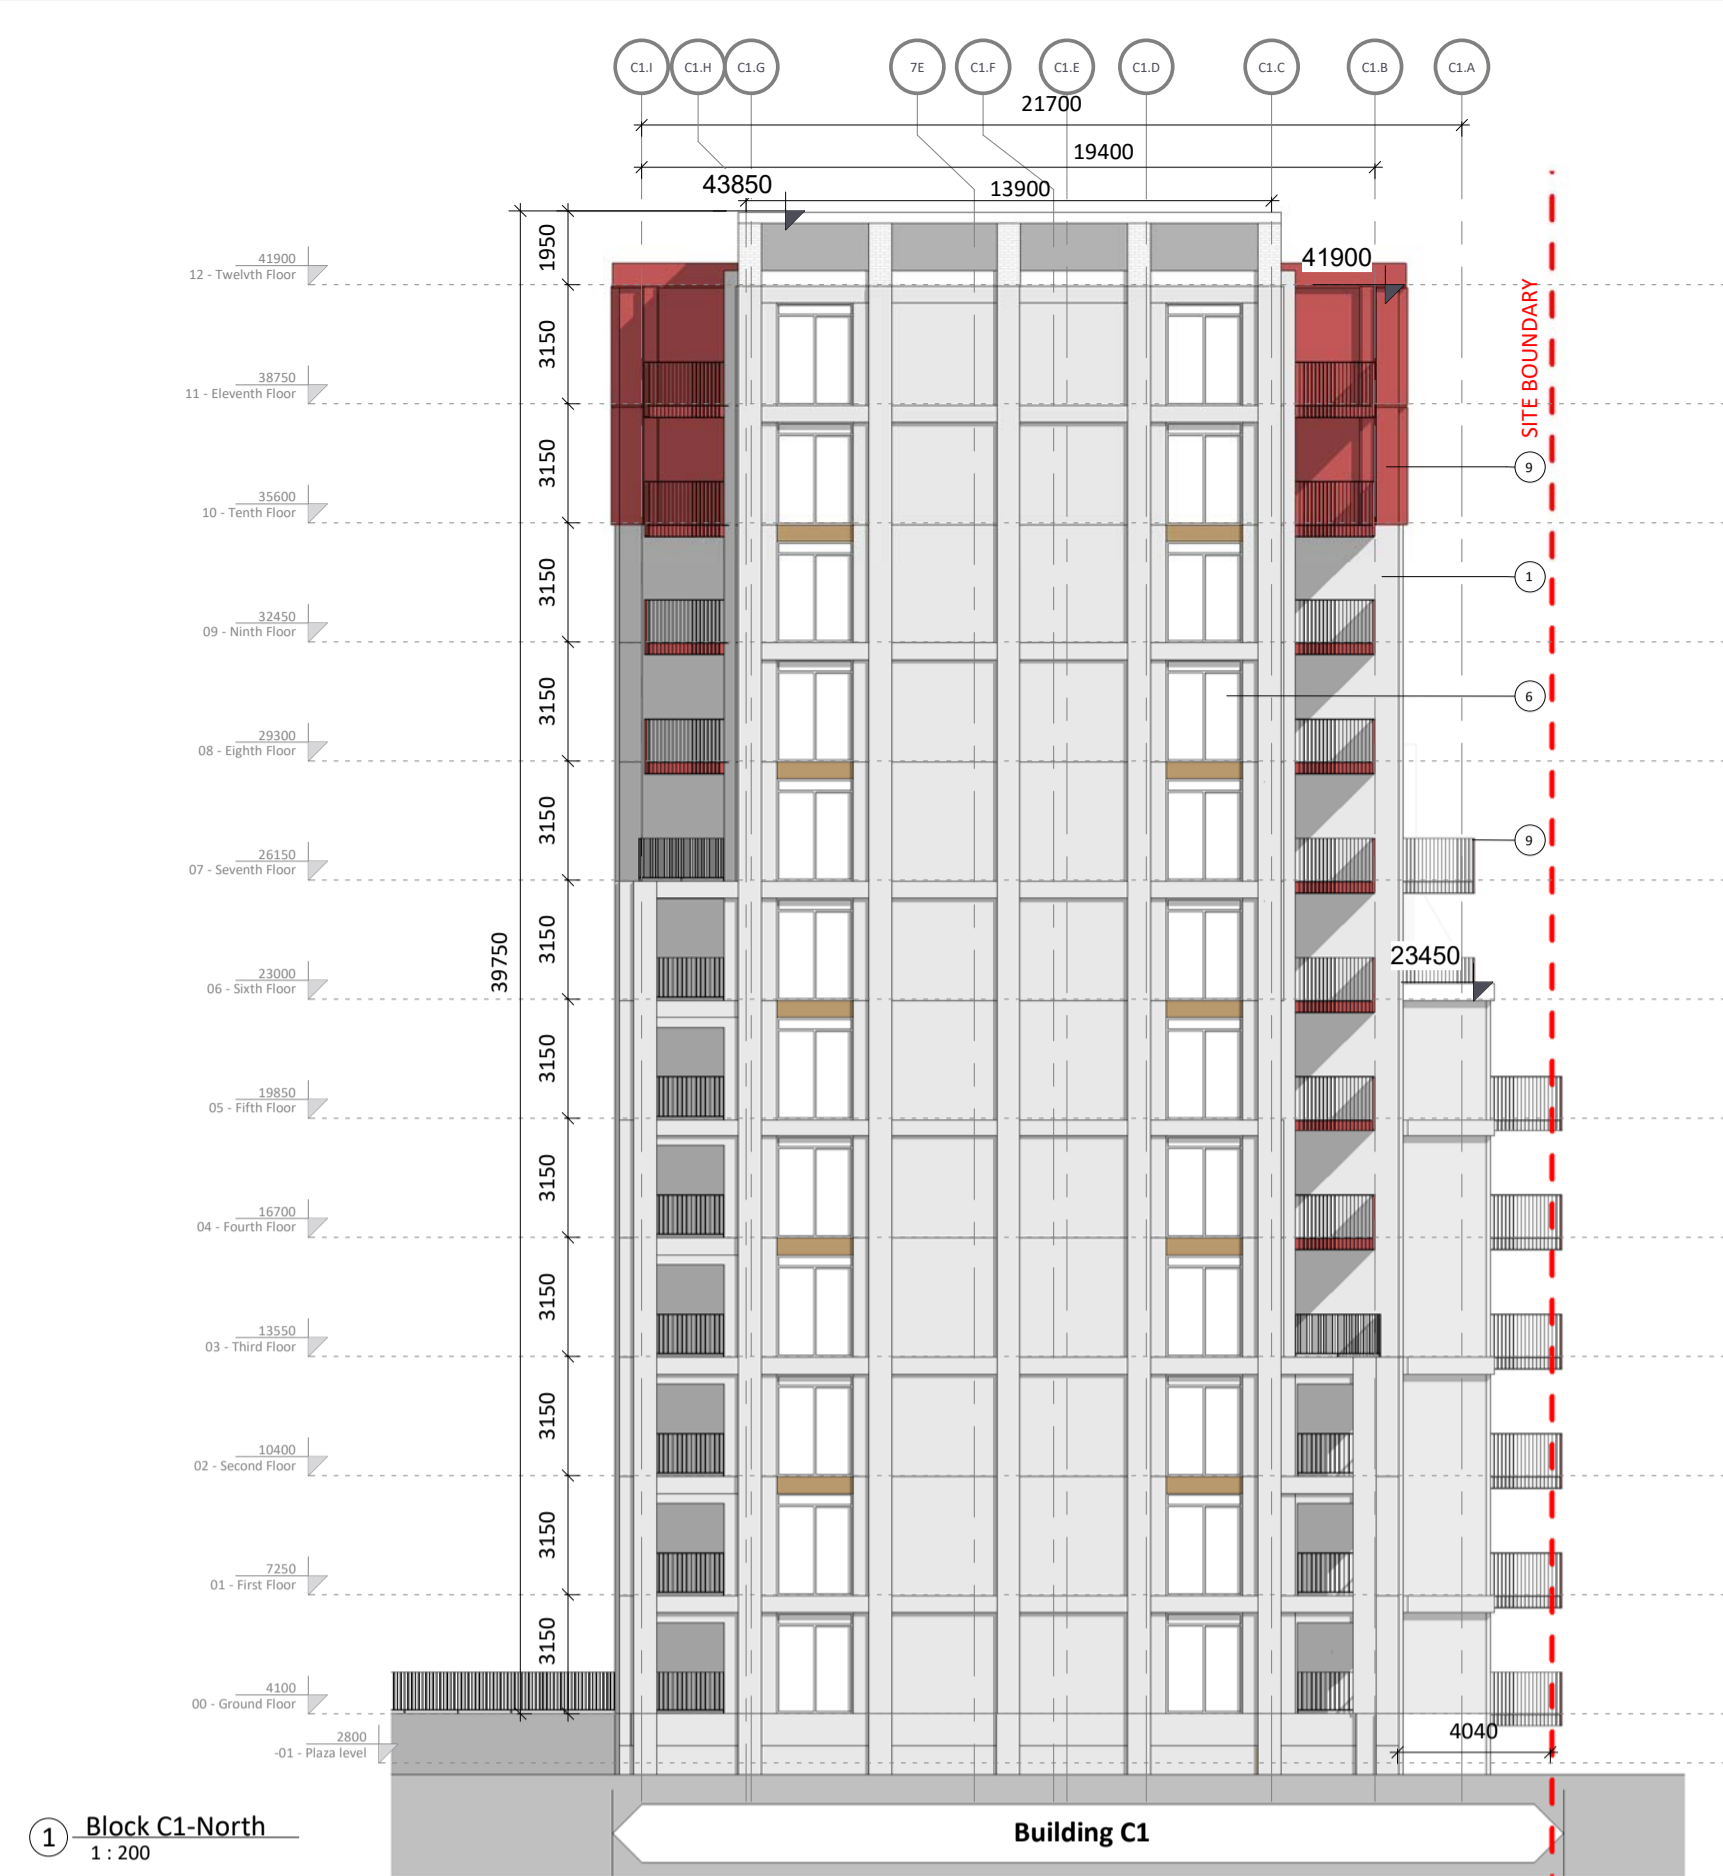 C1.I C1.H C1.G 7E C1.F C1.E C1.D C1.C C1.B C1.A
21700
19400
43850
13900
1950
41900
12 - Twelvth Floor
41900
SITE BOUNDARY
3150
38750
11 - Eleventh Floor
3150
9
35600
10 - Tenth Floor
3150
1
32450
09 - Ninth Floor
3150
6
29300
08 - Eighth Floor
3150
9
26150
07 - Seventh Floor
39750
3150
23450
23000
06 - Sixth Floor
3150
19850
05 - Fifth Floor
3150
16700
04 - Fourth Floor
3150
13550
03 - Third Floor
3150
10400
02 - Second Floor
3150
7250
01 - First Floor
3150
4100
00 - Ground Floor
4040
2800
-01 - Plaza level
1
Block C1-North
1 : 200
Building C1